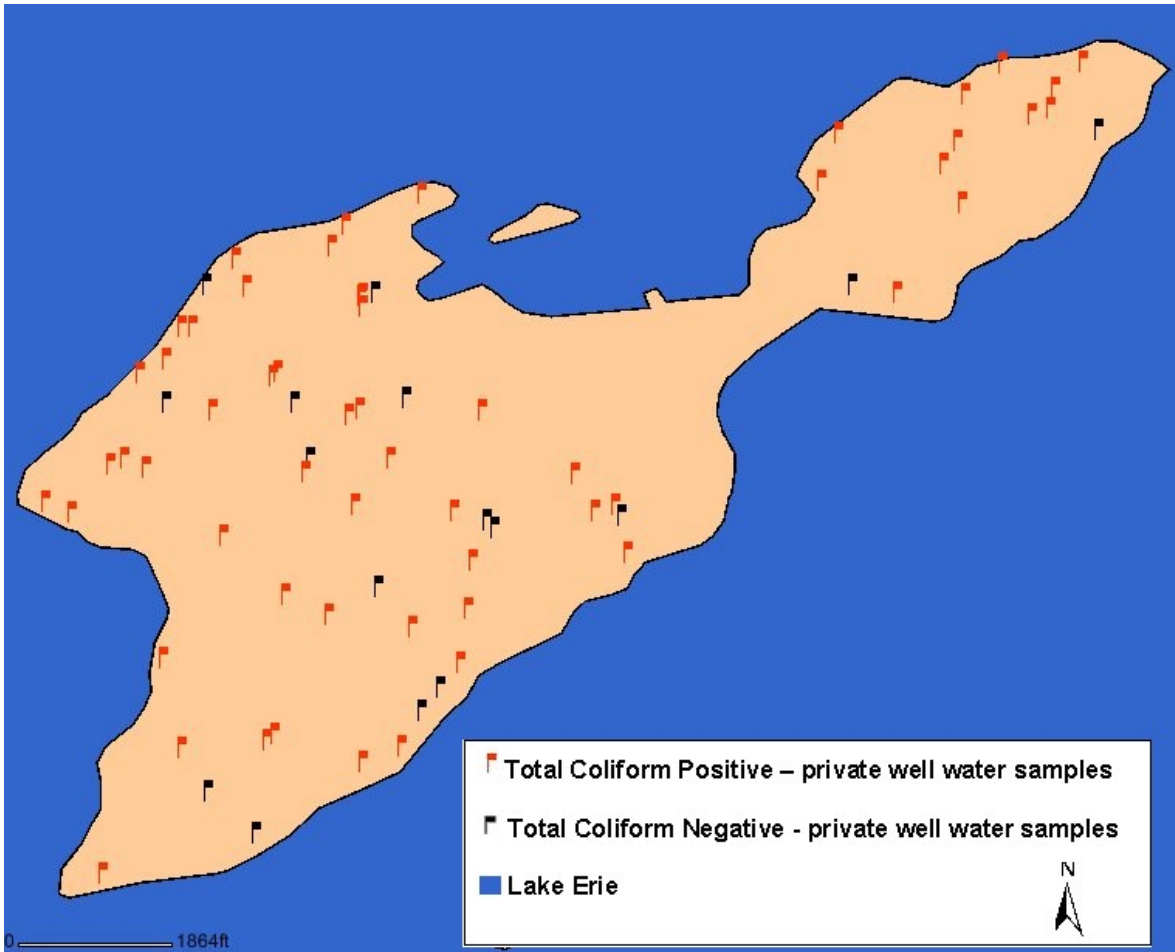 Total Coliform Positive – private well water samples
Total Coliform Negative - private well water samples
Lake Erie
N
0 1864ft